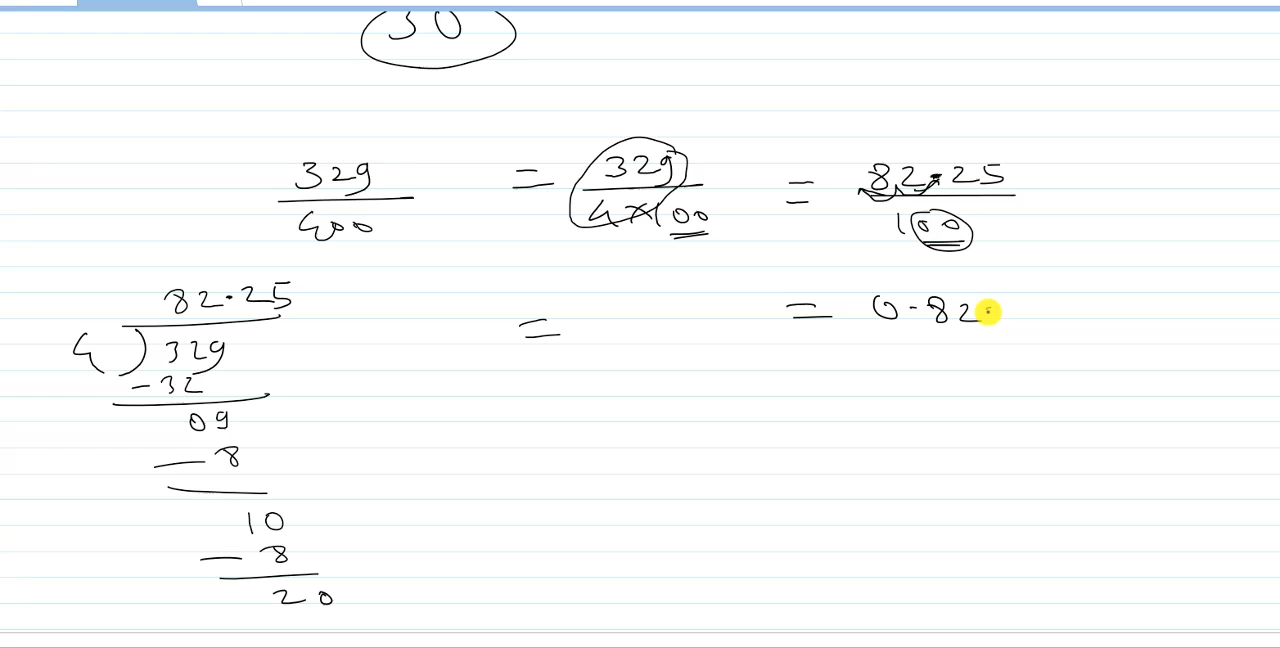 30
329/400 = 329/4×100 = 82.25/100
82.25
= = 0.82
4 ) 329
- 32
09
- 8
10
- 8
20